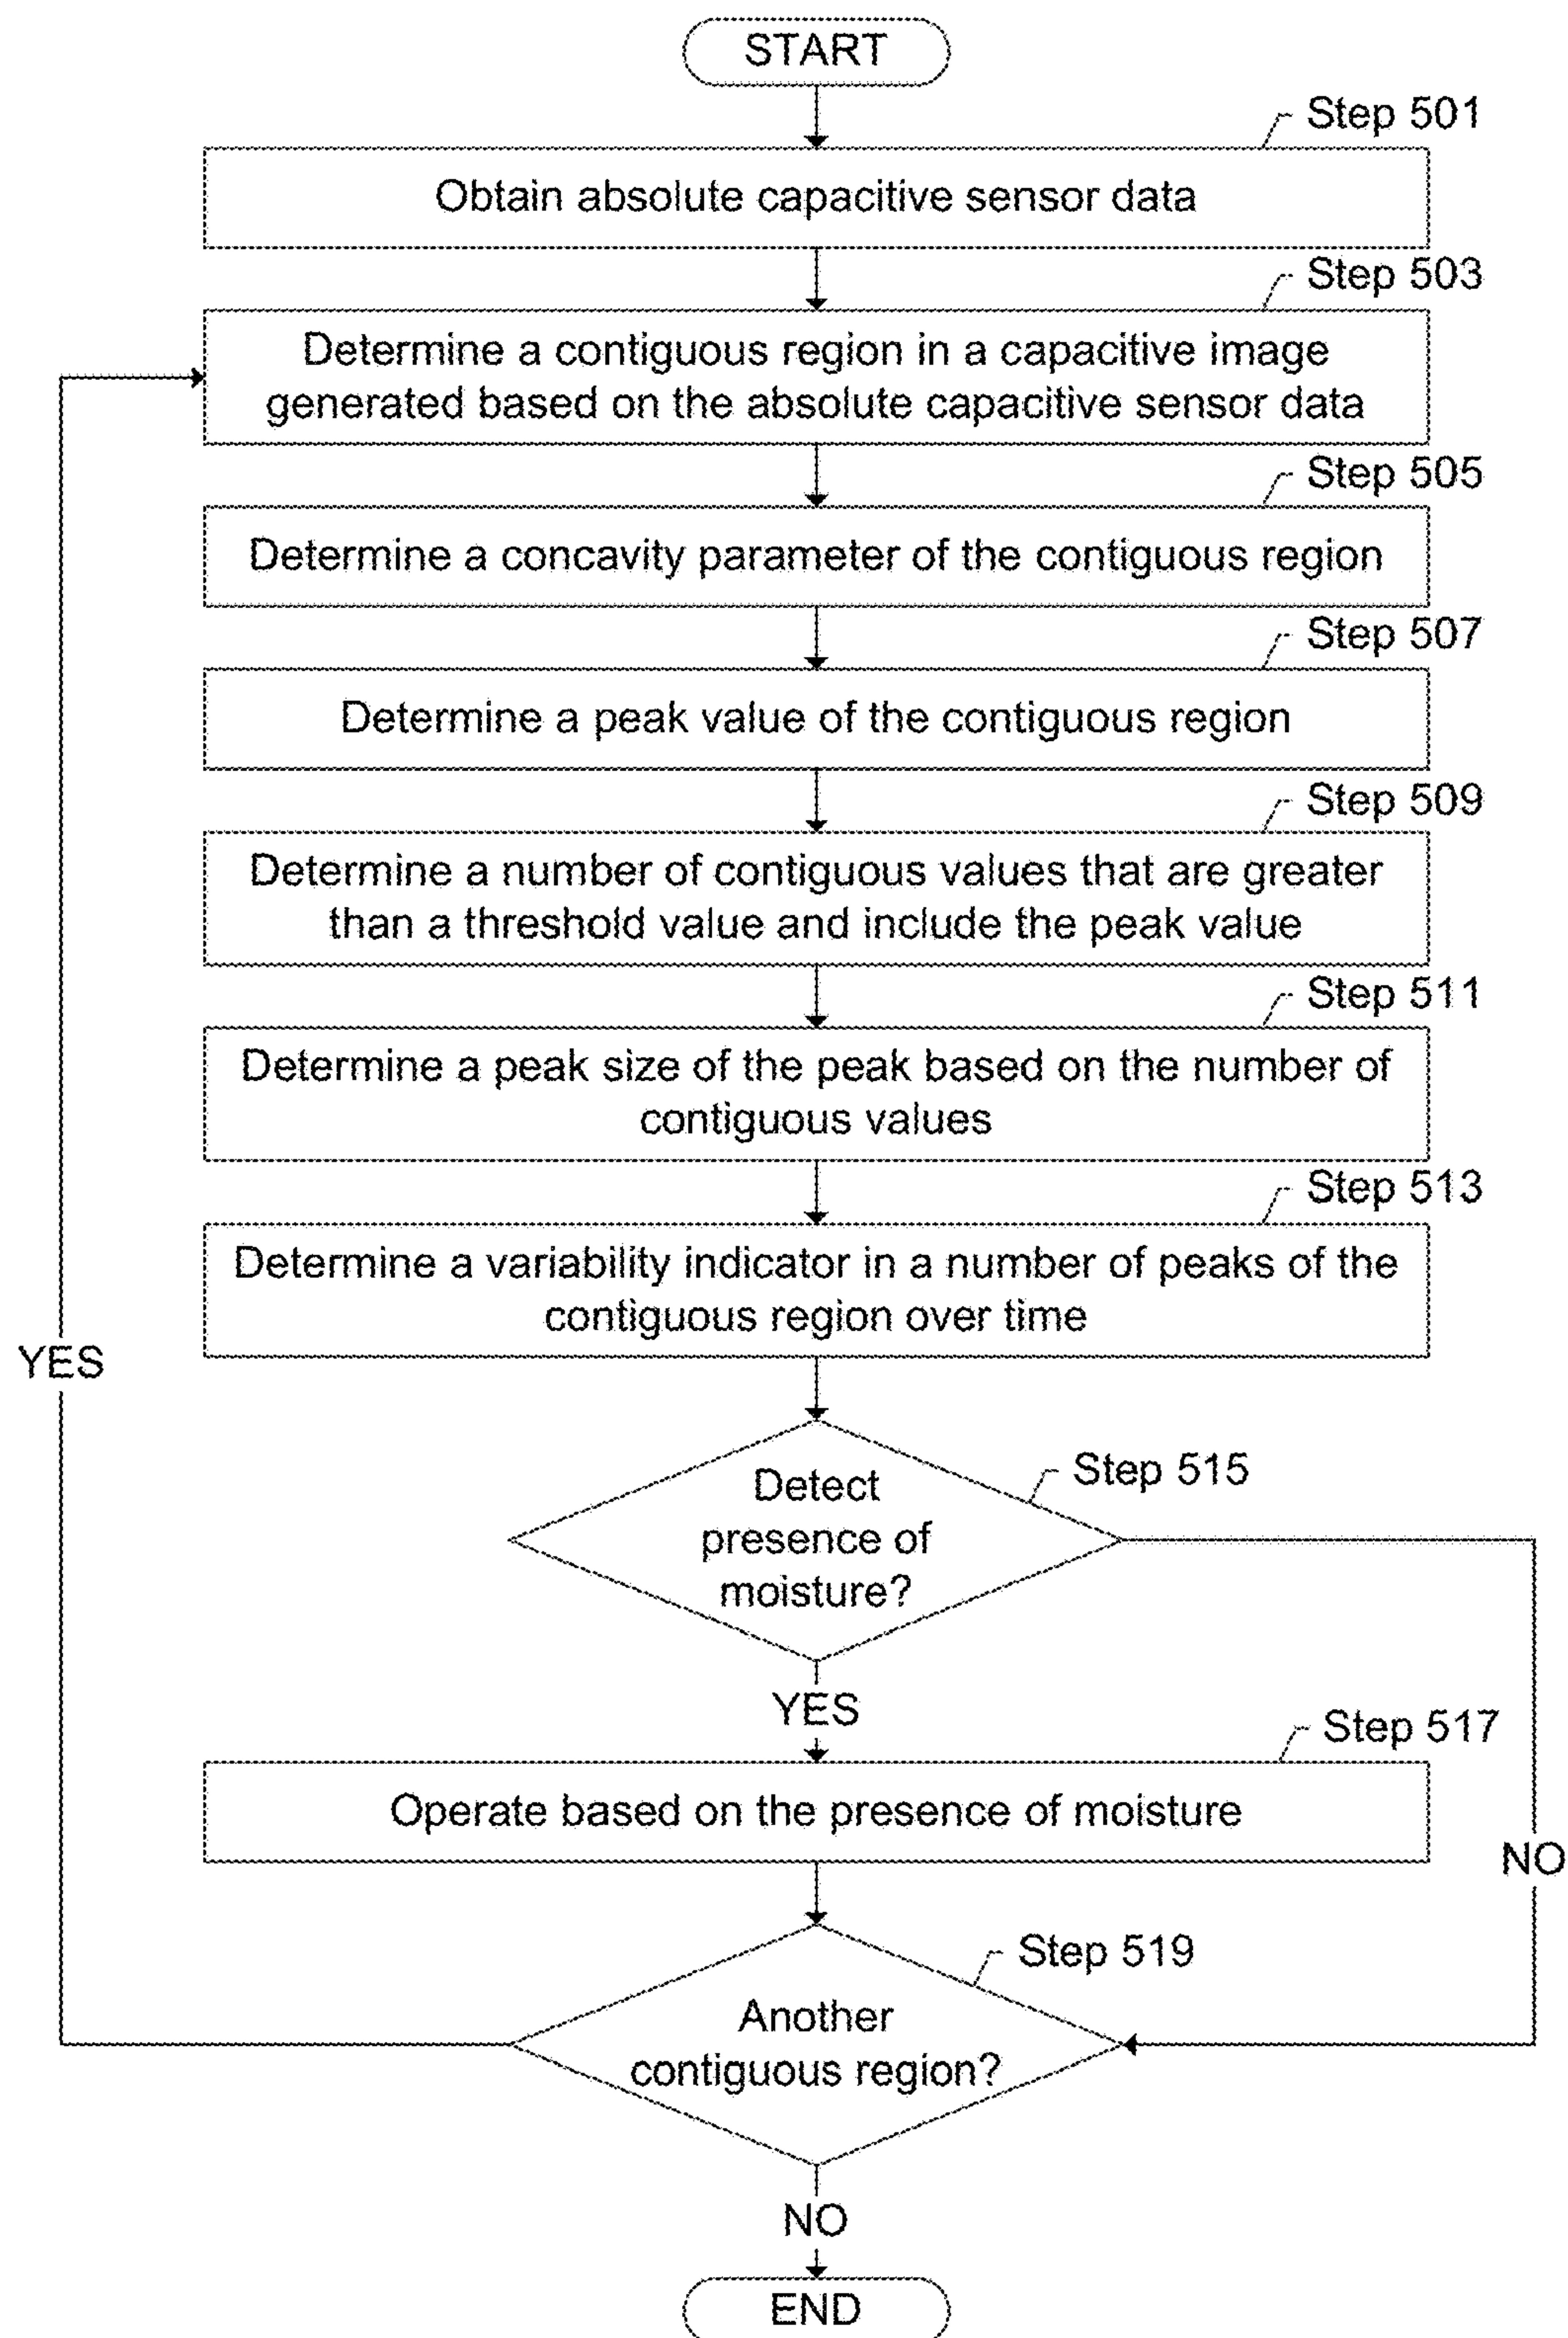 START
Step 501
Obtain absolute capacitive sensor data
Step 503
Determine a contiguous region in a capacitive image
generated based on the absolute capacitive sensor data
Step 505
Determine a concavity parameter of the contiguous region
Step 507
Determine a peak value of the contiguous region
Step 509
Determine a number of contiguous values that are greater
than a threshold value and include the peak value
Step 511
Determine a peak size of the peak based on the number of
contiguous values
Step 513
Determine a variability indicator in a number of peaks of the
contiguous region over time
YES
Step 515
Detect
presence of
moisture?
YES
Step 517
Operate based on the presence of moisture
NO
Step 519
Another
contiguous region?
NO
END